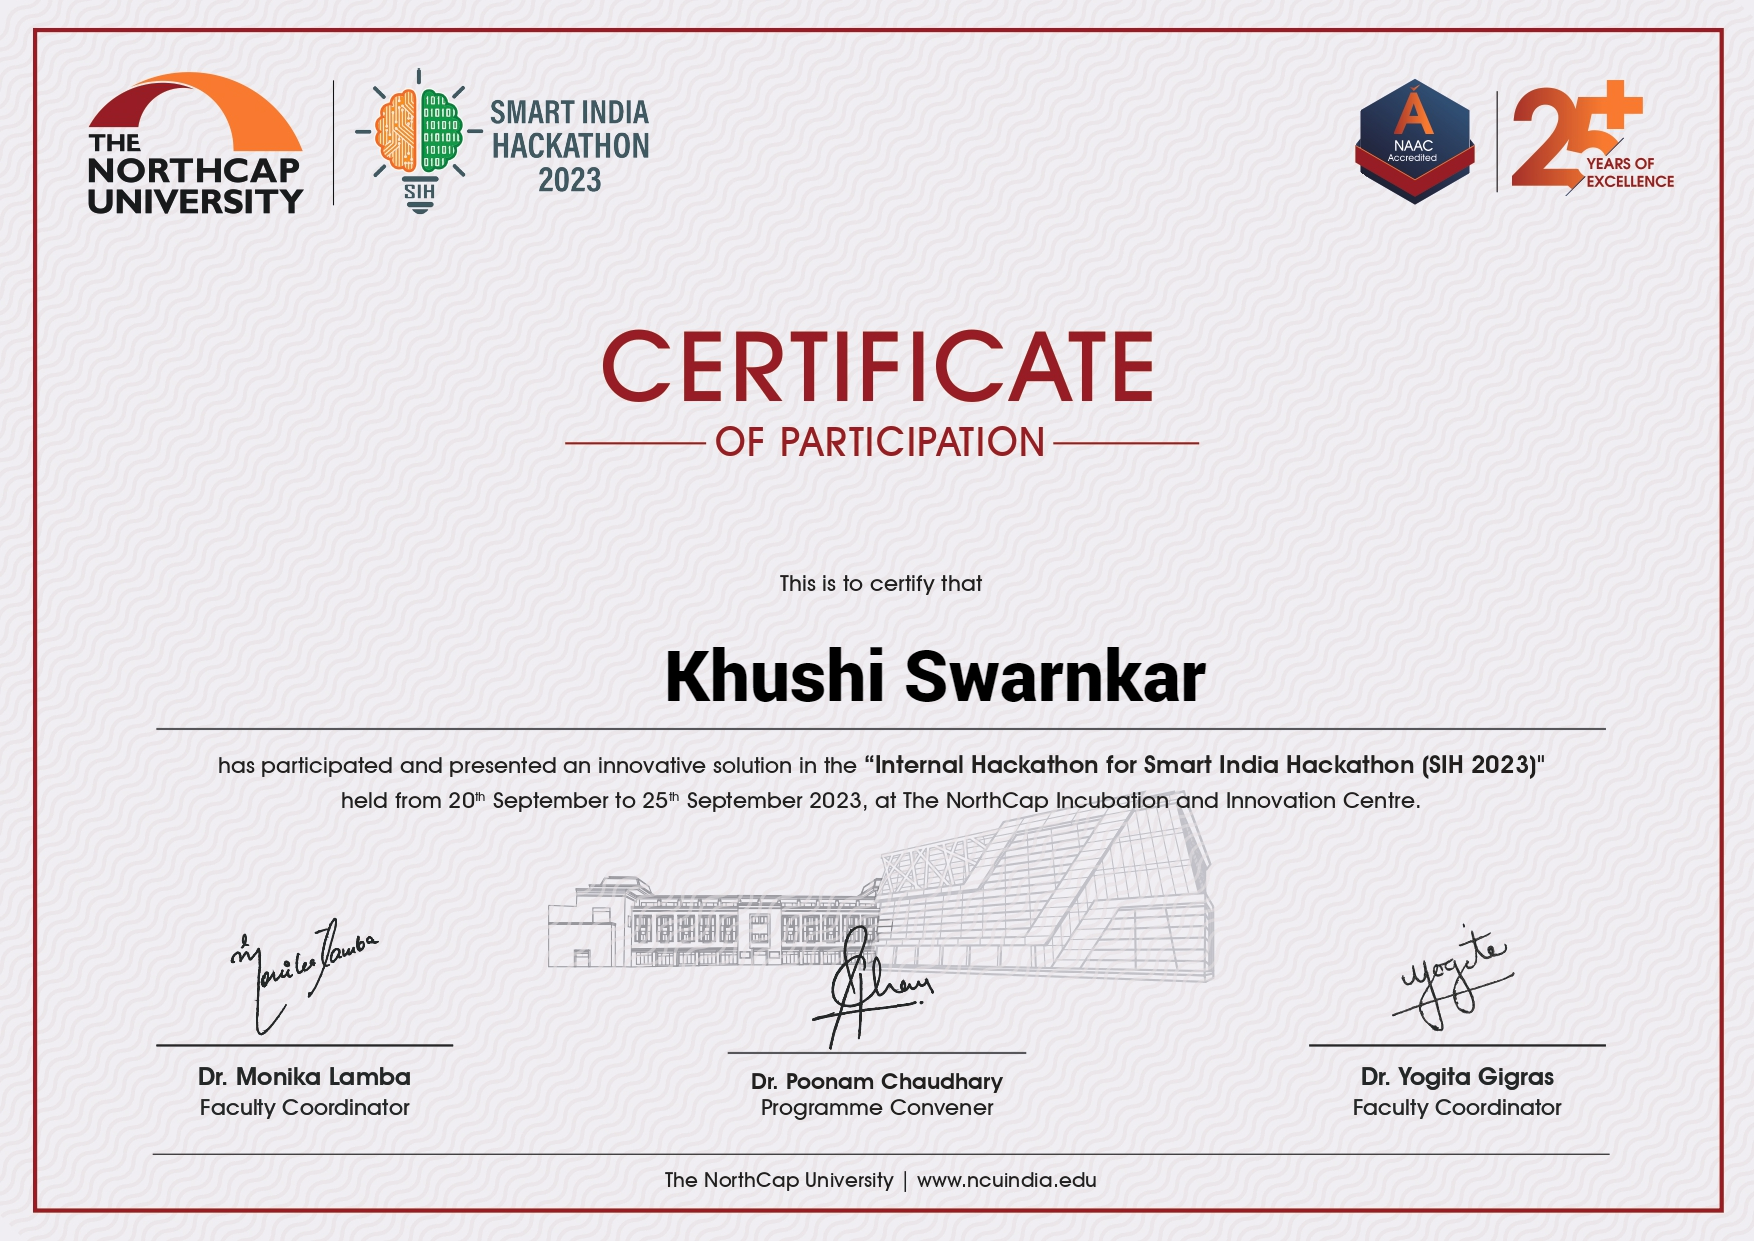 THE
NORTHCAP
UNIVERSITY
SMART INDIA
HACKATHON
2023
SIH
A
NAAC
Accredited
25+
YEARS OF
EXCELLENCE
CERTIFICATE
OF PARTICIPATION
This is to certify that
Khushi Swarnkar
has participated and presented an innovative solution in the “Internal Hackathon for Smart India Hackathon (SIH 2023)"
held from 20th September to 25th September 2023, at The NorthCap Incubation and Innovation Centre.
Monika Lamba
Yogita
Dr. Monika Lamba
Faculty Coordinator
Dr. Poonam Chaudhary
Programme Convener
Dr. Yogita Gigras
Faculty Coordinator
The NorthCap University | www.ncuindia.edu